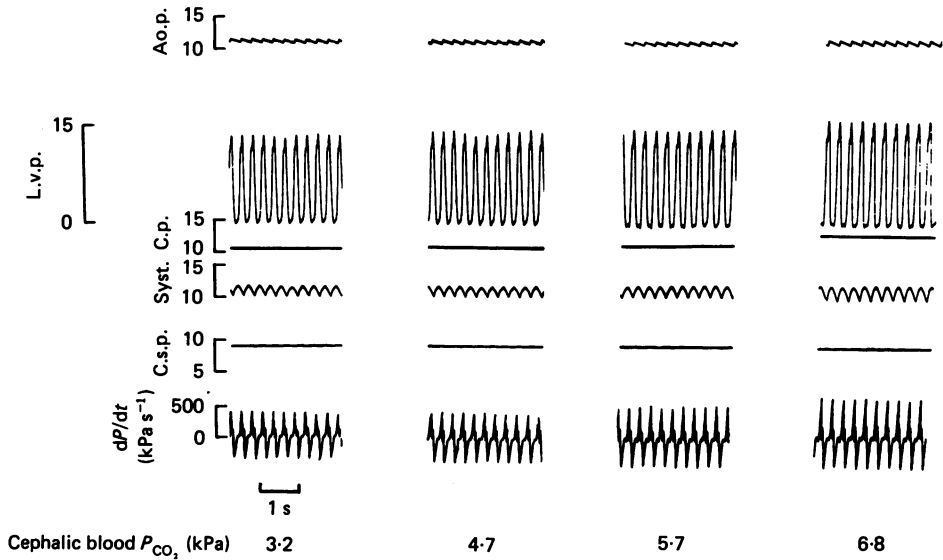 Ao.p.
15
10
L.v.p.
15
0
C.p.
15
10
Syst.
15
10
C.s.p.
10
5
dP/dt
(kPa s⁻¹)
500
0
1 s
Cephalic blood P_CO₂ (kPa) 3·2 4·7 5·7 6·8